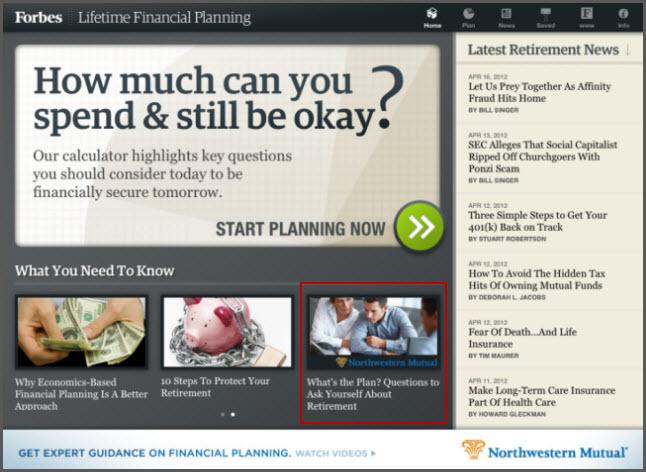 Forbes | Lifetime Financial Planning
Home
Plan
News
Saved
www
Info
How much can you
spend & still be okay?
Our calculator highlights key questions
you should consider today to be
financially secure tomorrow.
START PLANNING NOW
What You Need To Know
Why Economics-Based
Financial Planning Is A Better
Approach
10 Steps To Protect Your
Retirement
Northwestern Mutual
What's the Plan? Questions to
Ask Yourself About
Retirement
Latest Retirement News
APR 16, 2012
Let Us Prey Together As Affinity
Fraud Hits Home
BY BILL SINGER
APR 13, 2012
SEC Alleges That Social Capitalist
Ripped Off Churchgoers With
Ponzi Scam
BY BILL SINGER
APR 12, 2012
Three Simple Steps to Get Your
401(k) Back on Track
BY STUART ROBERTSON
APR 12, 2012
How To Avoid The Hidden Tax
Hits Of Owning Mutual Funds
BY DEBORAH L. JACOBS
APR 12, 2012
Fear Of Death...And Life
Insurance
BY TIM MAURER
APR 11, 2012
Make Long-Term Care Insurance
Part Of Health Care
BY HOWARD GLECKMAN
GET EXPERT GUIDANCE ON FINANCIAL PLANNING. WATCH VIDEOS
Northwestern Mutual